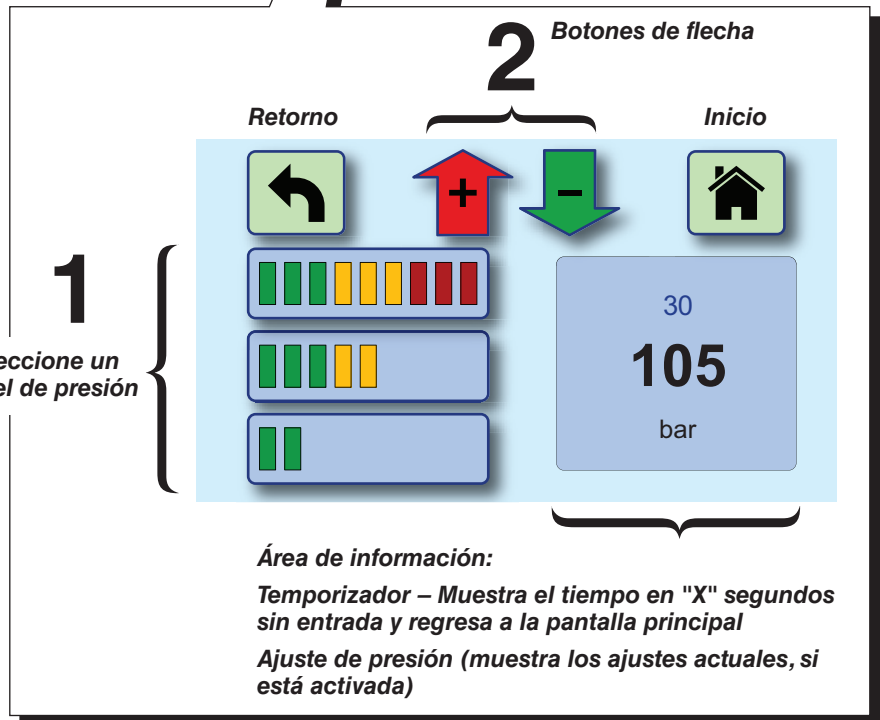 2 Botones de flecha
Retorno
Inicio
+
−
1
un
de presión
30
105
bar
Área de información:
Temporizador – Muestra el tiempo en "X" segundos
sin entrada y regresa a la pantalla principal
Ajuste de presión (muestra los ajustes actuales, si
está activada)